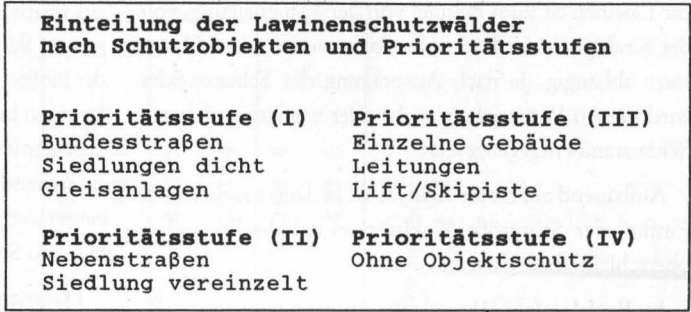 Einteilung der Lawinenschutzwälder
nach Schutzobjekten und Prioritätsstufen
Prioritätsstufe (I)
Bundesstraßen
Siedlungen dicht
Gleisanlagen
Prioritätsstufe (III)
Einzelne Gebäude
Leitungen
Lift/Skipisten
Prioritätsstufe (II)
Nebenstraßen
Siedlung vereinzelt
Prioritätsstufe (IV)
Ohne Objektschutz